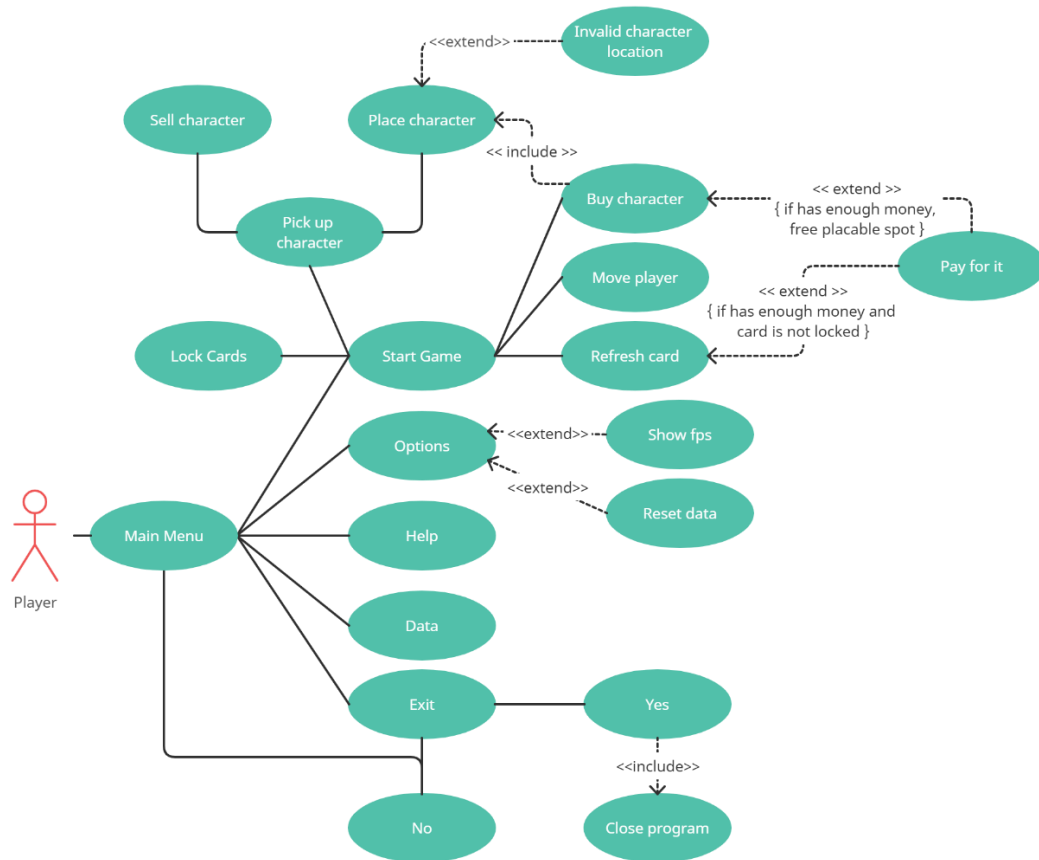 <<extend>>
Invalid character
location
Sell character
Place character
<< include >>
Buy character
<< extend >>
{ if has enough money,
free placable spot }
Pick up
character
Move player
Pay for it
<< extend >>
{ if has enough money and
card is not locked }
Lock Cards
Start Game
Refresh card
Options
<<extend>>
Show fps
<<extend>>
Reset data
Main Menu
Help
Player
Data
Exit
Yes
<<include>>
No
Close program